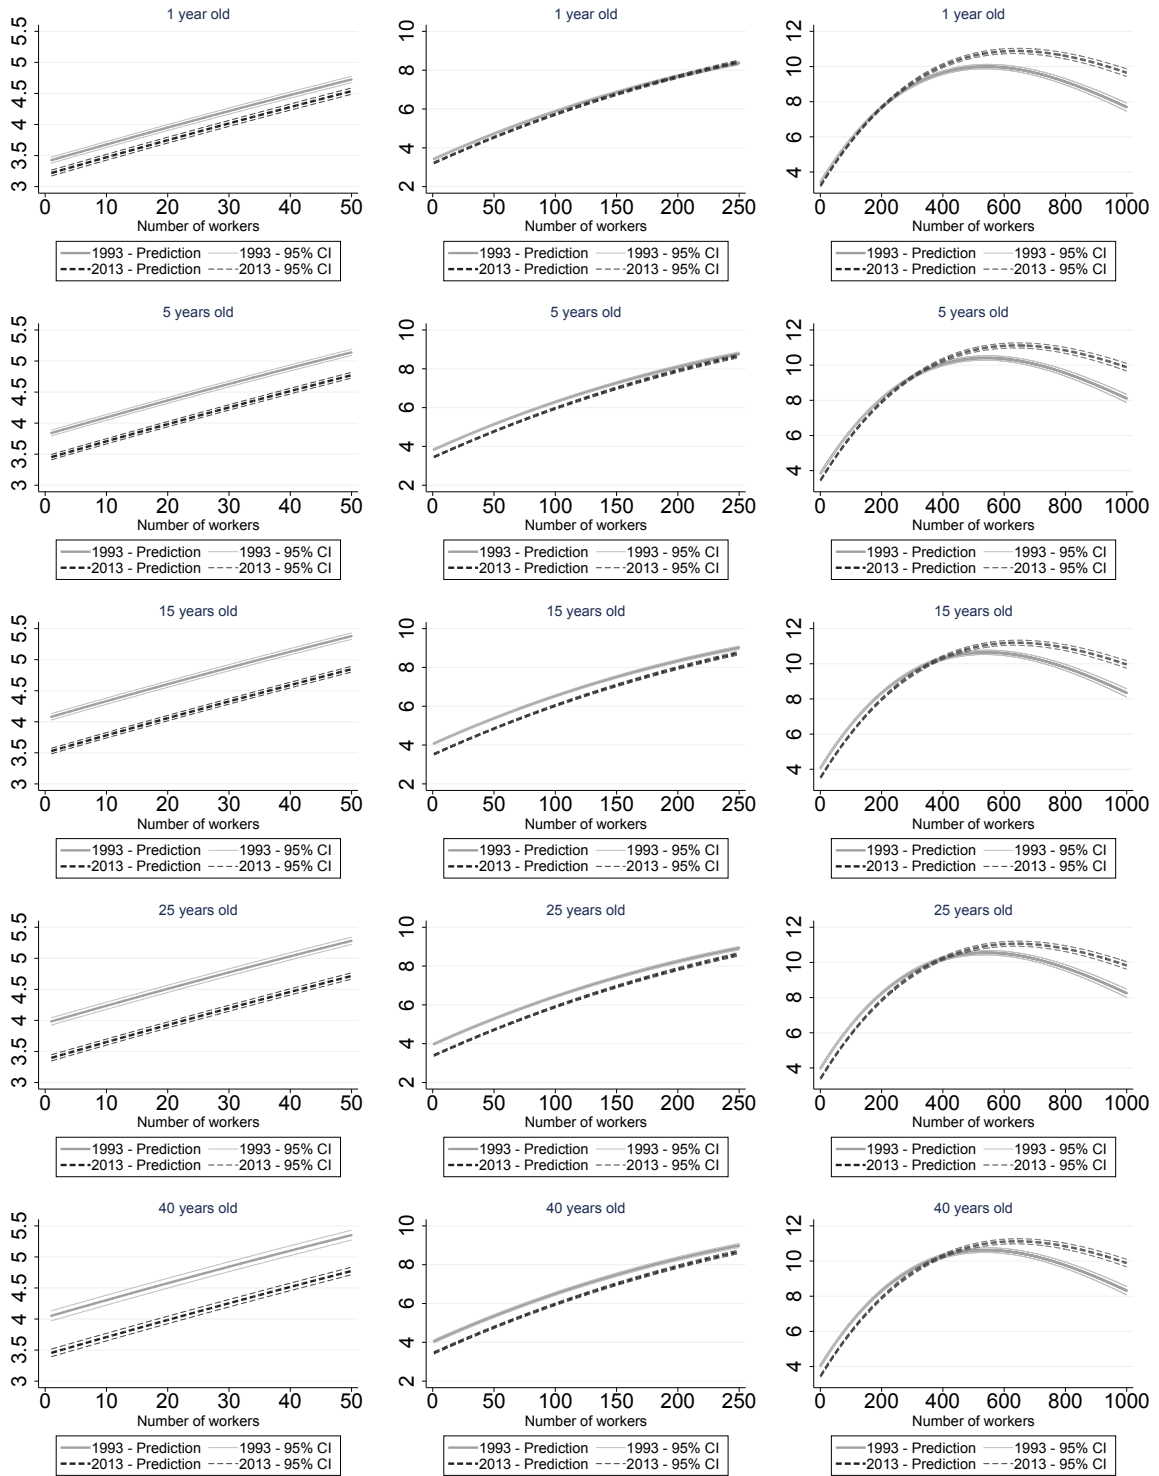 1 year old
5.5
5
4.5
4
3.5
3
0 10 20 30 40 50
Number of workers
1993 - Prediction 1993 - 95% CI
2013 - Prediction 2013 - 95% CI
1 year old
10
8
6
4
2
0 50 100 150 200 250
Number of workers
1993 - Prediction 1993 - 95% CI
2013 - Prediction 2013 - 95% CI
1 year old
12
10
8
6
4
0 200 400 600 800 1000
Number of workers
1993 - Prediction 1993 - 95% CI
2013 - Prediction 2013 - 95% CI
5 years old
5.5
5
4.5
4
3.5
3
0 10 20 30 40 50
Number of workers
1993 - Prediction 1993 - 95% CI
2013 - Prediction 2013 - 95% CI
5 years old
10
8
6
4
2
0 50 100 150 200 250
Number of workers
1993 - Prediction 1993 - 95% CI
2013 - Prediction 2013 - 95% CI
5 years old
12
10
8
6
4
0 200 400 600 800 1000
Number of workers
1993 - Prediction 1993 - 95% CI
2013 - Prediction 2013 - 95% CI
15 years old
5.5
5
4.5
4
3.5
3
0 10 20 30 40 50
Number of workers
1993 - Prediction 1993 - 95% CI
2013 - Prediction 2013 - 95% CI
15 years old
10
8
6
4
2
0 50 100 150 200 250
Number of workers
1993 - Prediction 1993 - 95% CI
2013 - Prediction 2013 - 95% CI
15 years old
12
10
8
6
4
0 200 400 600 800 1000
Number of workers
1993 - Prediction 1993 - 95% CI
2013 - Prediction 2013 - 95% CI
25 years old
5.5
5
4.5
4
3.5
3
0 10 20 30 40 50
Number of workers
1993 - Prediction 1993 - 95% CI
2013 - Prediction 2013 - 95% CI
25 years old
10
8
6
4
2
0 50 100 150 200 250
Number of workers
1993 - Prediction 1993 - 95% CI
2013 - Prediction 2013 - 95% CI
25 years old
12
10
8
6
4
0 200 400 600 800 1000
Number of workers
1993 - Prediction 1993 - 95% CI
2013 - Prediction 2013 - 95% CI
40 years old
5.5
5
4.5
4
3.5
3
0 10 20 30 40 50
Number of workers
1993 - Prediction 1993 - 95% CI
2013 - Prediction 2013 - 95% CI
40 years old
10
8
6
4
2
0 50 100 150 200 250
Number of workers
1993 - Prediction 1993 - 95% CI
2013 - Prediction 2013 - 95% CI
40 years old
12
10
8
6
4
0 200 400 600 800 1000
Number of workers
1993 - Prediction 1993 - 95% CI
2013 - Prediction 2013 - 95% CI